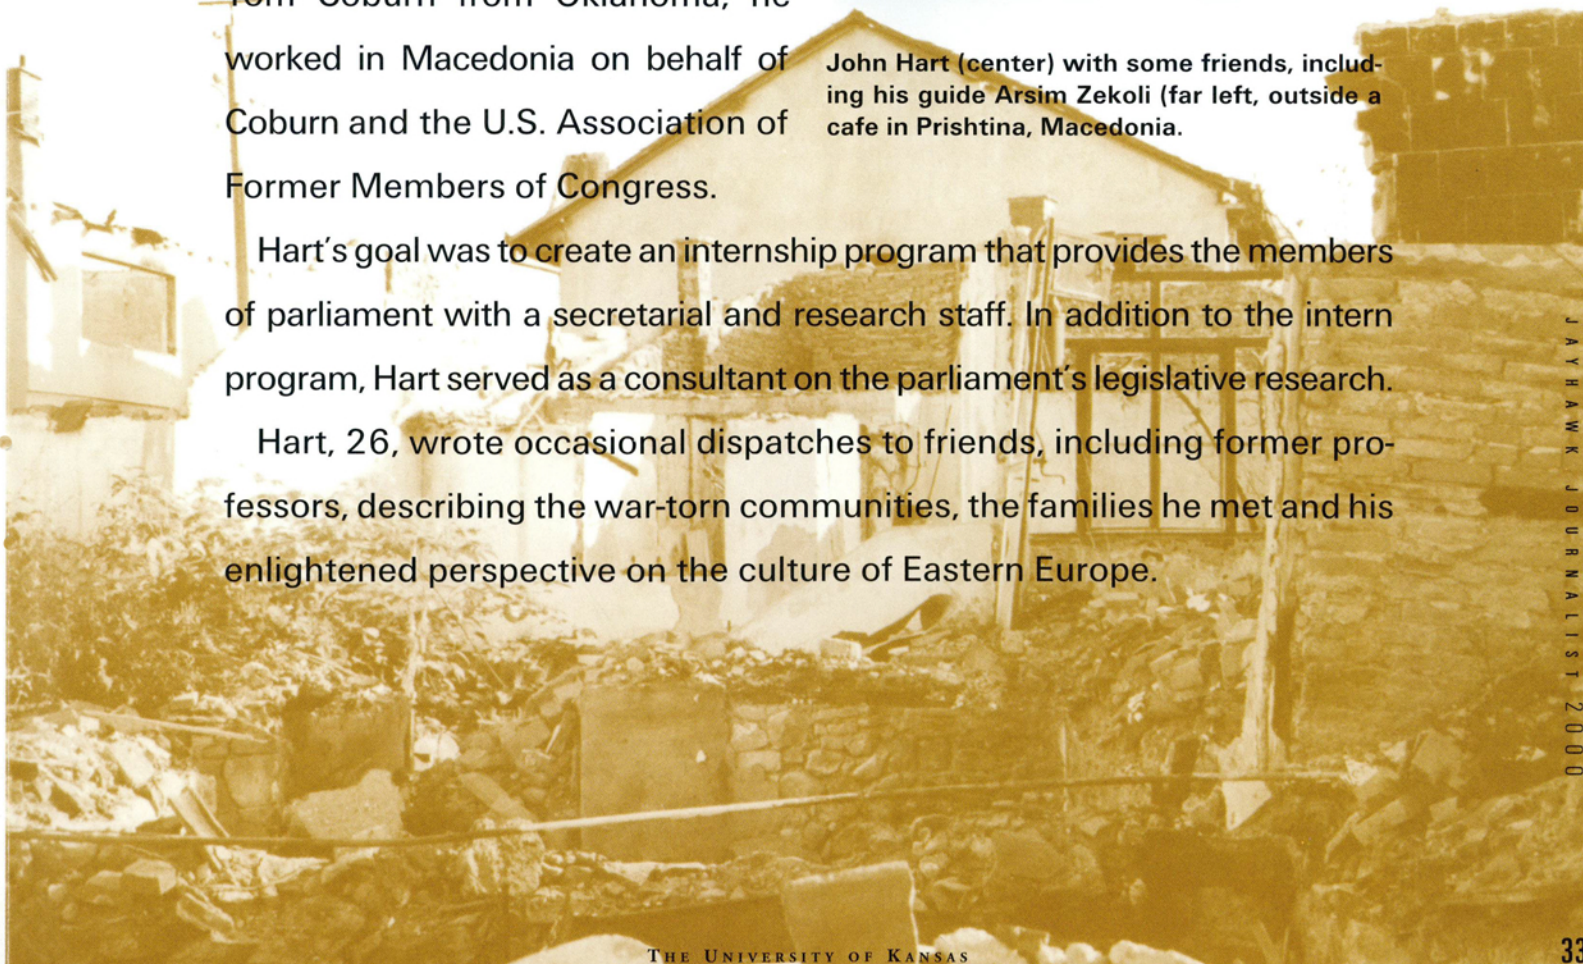 Tom Coburn from Oklahoma, he
worked in Macedonia on behalf of
Coburn and the U.S. Association of
Former Members of Congress.
John Hart (center) with some friends, includ-
ing his guide Arsim Zekoli (far left, outside a
cafe in Prishtina, Macedonia.
Hart's goal was to create an internship program that provides the members
of parliament with a secretarial and research staff. In addition to the intern
program, Hart served as a consultant on the parliament's legislative research.
Hart, 26, wrote occasional dispatches to friends, including former pro-
fessors, describing the war-torn communities, the families he met and his
enlightened perspective on the culture of Eastern Europe.
JAYHAWK JOURNALIST 2000
THE UNIVERSITY OF KANSAS
33